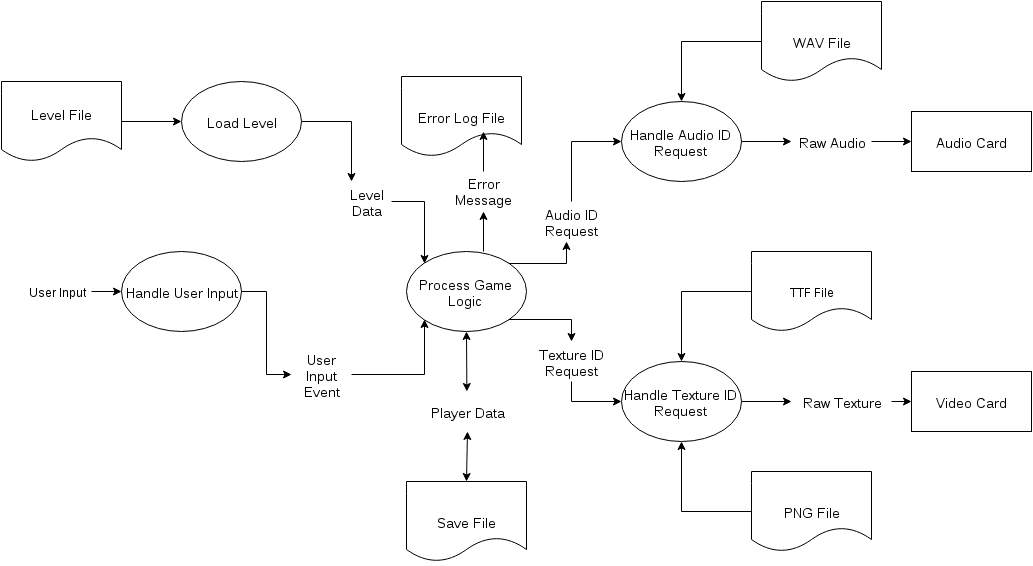 WAV File
Level File
Load Level
Error Log File
Handle Audio ID
Request
Raw Audio
Audio Card
Level
Data
Error
Message
Audio ID
Request
User Input
Handle User Input
Process Game
Logic
TTF File
User
Input
Event
Texture ID
Request
Player Data
Handle Texture ID
Request
Raw Texture
Video Card
Save File
PNG File